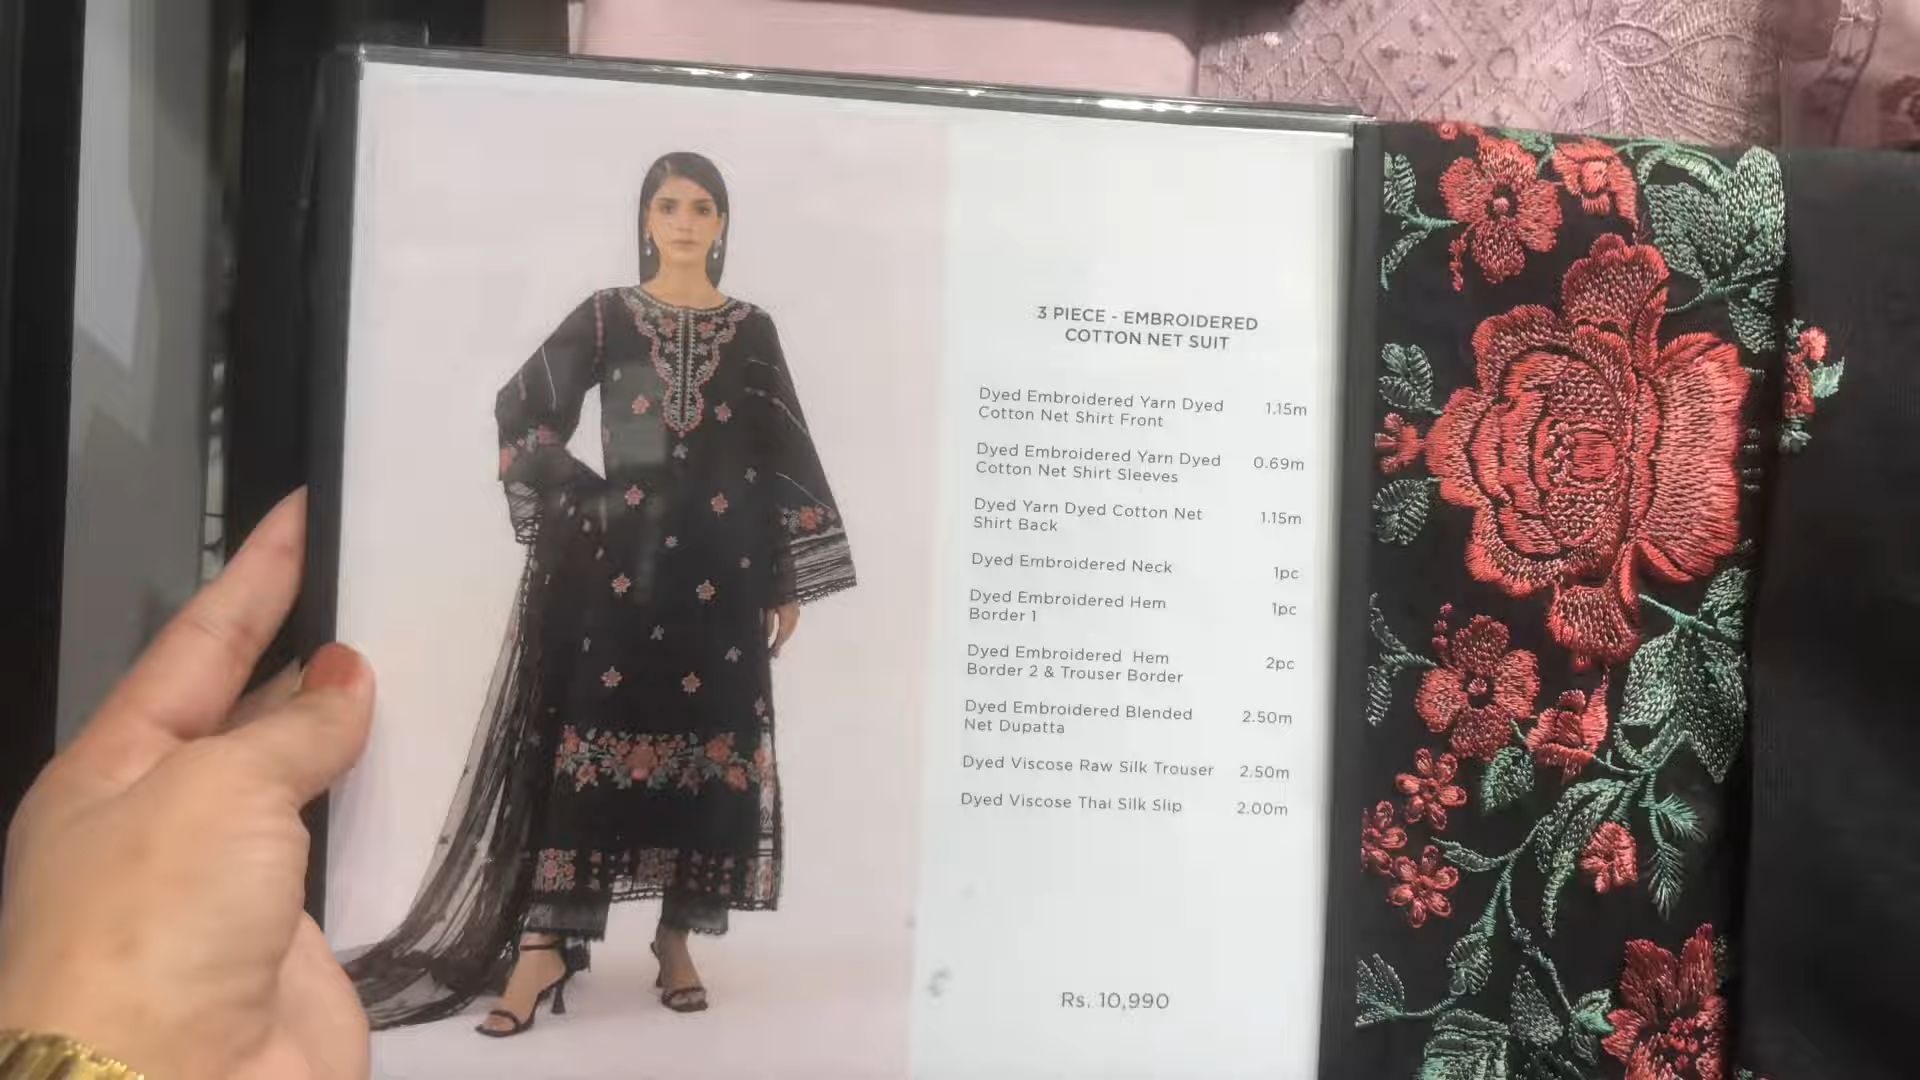 3 PIECE - EMBROIDERED
COTTON NET SUIT
Dyed Embroidered Yarn Dyed
Cotton Net Shirt Front 1.15m
Dyed Embroidered Yarn Dyed
Cotton Net Shirt Sleeves 0.69m
Dyed Yarn Dyed Cotton Net
Shirt Back 1.15m
Dyed Embroidered Neck 1pc
Dyed Embroidered Hem
Border 1 1pc
Dyed Embroidered Hem
Border 2 & Trouser Border 2pc
Dyed Embroidered Blended
Net Dupatta 2.50m
Dyed Viscose Raw Silk Trouser 2.50m
Dyed Viscose Thai Silk Slip 2.00m
Rs. 10,990